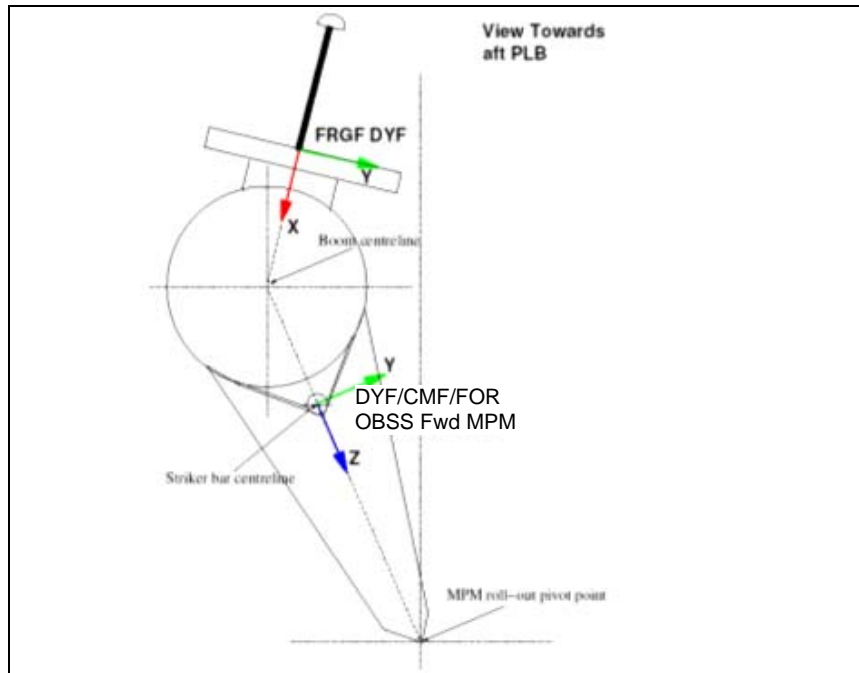 View Towards
aft PLB
FRGF DYF
Y
X
Boom centreline
Y
DYF/CMF/FOR
OBSS Fwd MPM
Z
Striker bar centreline
MPM roll-out pivot point